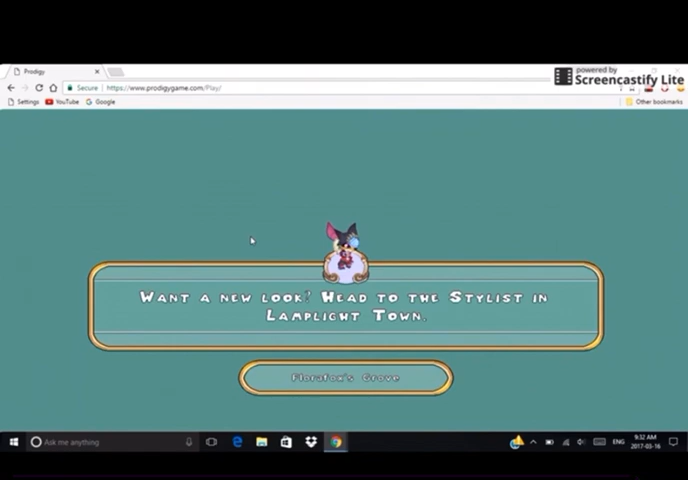 powered by
Screencastify Lite
Prodigy
Secure
https://www.prodigygame.com/Play/
Settings
YouTube
Google
Other bookmarks
WANT A NEW LOOK? HEAD TO THE STYLIST IN
LAMPLIGHT TOWN.
Florafox's Grove
Ask me anything
ENG
9:32 AM
2017-03-16